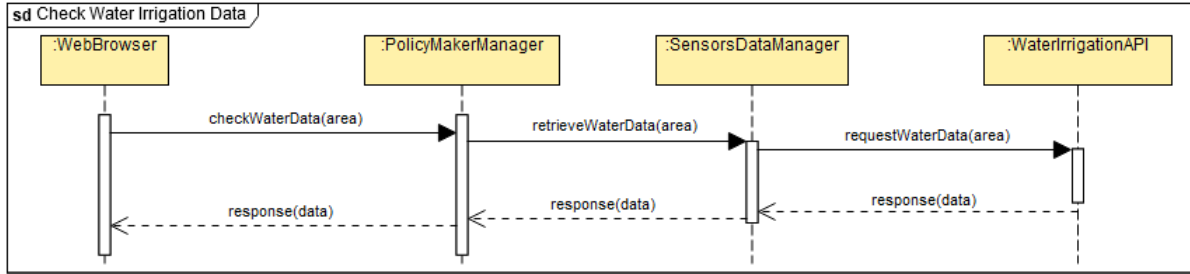 sd Check Water Irrigation Data
:WebBrowser
:PolicyMakerManager
:SensorsDataManager
:WaterIrrigationAPI
checkWaterData(area)
retrieveWaterData(area)
requestWaterData(area)
response(data)
response(data)
response(data)